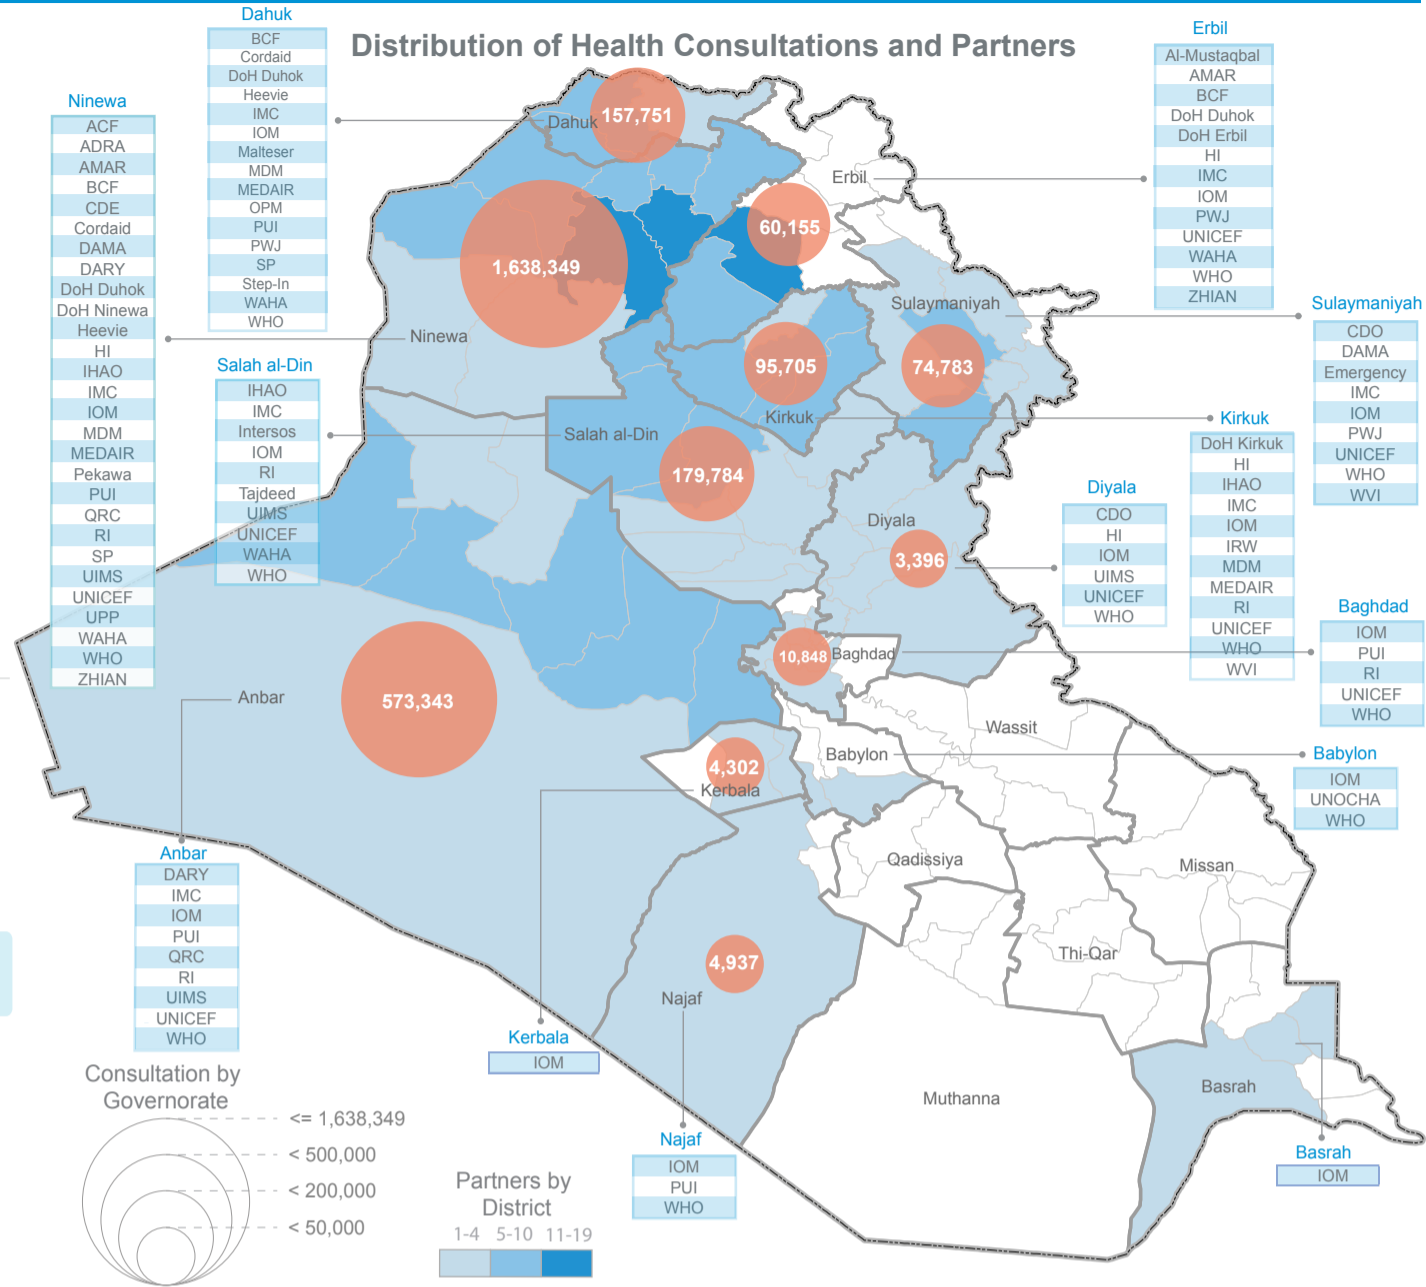 Distribution of Health Consultations and Partners
Dahuk
BCF
Cordaid
DoH Duhok
Heevie
IMC
IOM
Malteser
MDM
MEDAIR
OPM
PUI
PWJ
SP
Step-In
WAHA
WHO
Ninewa
ACF
ADRA
AMAR
BCF
CDE
Cordaid
DAMA
DARY
DoH Duhok
DoH Ninewa
Heevie
HI
IHAO
IMC
IOM
MDM
MEDAIR
Pekawa
PUI
QRC
RI
SP
UIMS
UNICEF
UPP
WAHA
WHO
ZHIAN
Salah al-Din
IHAO
IMC
Intersos
IOM
RI
Tajdeed
UIMS
UNICEF
WAHA
WHO
Erbil
Al-Mustaqbal
AMAR
BCF
DoH Duhok
DoH Erbil
HI
IMC
IOM
PWJ
UNICEF
WAHA
WHO
ZHIAN
Sulaymaniyah
CDO
DAMA
Emergency
IMC
IOM
PWJ
UNICEF
WHO
WVI
Kirkuk
DoH Kirkuk
HI
IHAO
IMC
IOM
IRW
MDM
MEDAIR
RI
UNICEF
WHO
WVI
Diyala
CDO
HI
IOM
UIMS
UNICEF
WHO
Baghdad
IOM
PUI
RI
UNICEF
WHO
Babylon
IOM
UNOCHA
WHO
Anbar
DARY
IMC
IOM
PUI
QRC
RI
UIMS
UNICEF
WHO
Kerbala
IOM
Najaf
IOM
PUI
WHO
Basrah
IOM
Dahuk
157,751
Erbil
60,155
1,638,349
Ninewa
Sulaymaniyah
74,783
95,705
Kirkuk
Salah al-Din
179,784
Diyala
3,396
10,848
Baghdad
Anbar
573,343
Wassit
Babylon
4,302
Kerbala
Qadissiya
Missan
Thi-Qar
4,937
Najaf
Muthanna
Basrah
Consultation by
Governorate
<= 1,638,349
< 500,000
< 200,000
< 50,000
Partners by
District
1-4 5-10 11-19